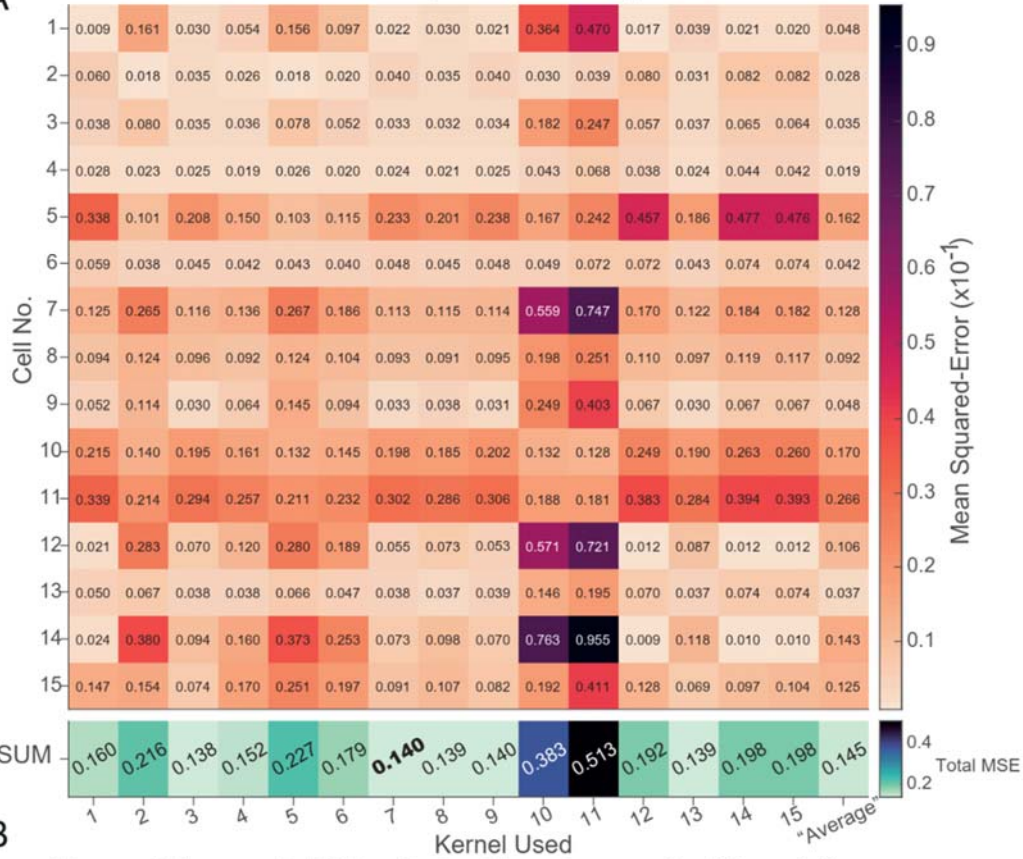 1 0.009 0.161 0.030 0.054 0.156 0.097 0.022 0.030 0.021 0.364 0.470 0.017 0.039 0.021 0.020 0.048
2 0.060 0.018 0.035 0.026 0.018 0.020 0.040 0.035 0.040 0.030 0.039 0.080 0.031 0.082 0.082 0.028
3 0.038 0.080 0.035 0.036 0.078 0.052 0.033 0.032 0.034 0.182 0.247 0.057 0.037 0.065 0.064 0.035
4 0.028 0.023 0.025 0.019 0.026 0.020 0.024 0.021 0.025 0.043 0.068 0.038 0.024 0.044 0.042 0.019
5 0.338 0.101 0.208 0.150 0.103 0.115 0.233 0.201 0.238 0.167 0.242 0.457 0.186 0.477 0.476 0.162
6 0.059 0.038 0.045 0.042 0.043 0.040 0.048 0.045 0.048 0.049 0.072 0.072 0.043 0.074 0.074 0.042
7 0.125 0.265 0.116 0.136 0.267 0.186 0.113 0.115 0.114 0.559 0.747 0.170 0.122 0.184 0.182 0.128
8 0.094 0.124 0.096 0.092 0.124 0.104 0.093 0.091 0.095 0.198 0.251 0.110 0.097 0.119 0.117 0.092
9 0.052 0.114 0.030 0.064 0.145 0.094 0.033 0.038 0.031 0.249 0.403 0.067 0.030 0.067 0.067 0.048
10 0.215 0.140 0.195 0.161 0.132 0.145 0.198 0.185 0.202 0.132 0.128 0.249 0.190 0.263 0.260 0.170
11 0.339 0.214 0.294 0.257 0.211 0.232 0.302 0.286 0.306 0.188 0.181 0.383 0.284 0.394 0.393 0.266
12 0.021 0.283 0.070 0.120 0.280 0.189 0.055 0.073 0.053 0.571 0.721 0.012 0.087 0.012 0.012 0.106
13 0.050 0.067 0.038 0.038 0.066 0.047 0.038 0.037 0.039 0.146 0.195 0.070 0.037 0.074 0.074 0.037
14 0.024 0.380 0.094 0.160 0.373 0.253 0.073 0.098 0.070 0.763 0.955 0.009 0.118 0.010 0.010 0.143
15 0.147 0.154 0.074 0.170 0.251 0.197 0.091 0.107 0.082 0.192 0.411 0.128 0.069 0.097 0.104 0.125
Cell No.
0.9
0.8
0.7
0.6
0.5
0.4
0.3
0.2
0.1
Mean Squared-Error (x10⁻¹)
SUM 0.160 0.216 0.138 0.152 0.227 0.179 0.140 0.139 0.140 0.383 0.513 0.192 0.139 0.198 0.198 0.145
0.4
0.2
Total MSE
1 2 3 4 5 6 7 8 9 10 11 12 13 14 15 "Average"
Kernel Used